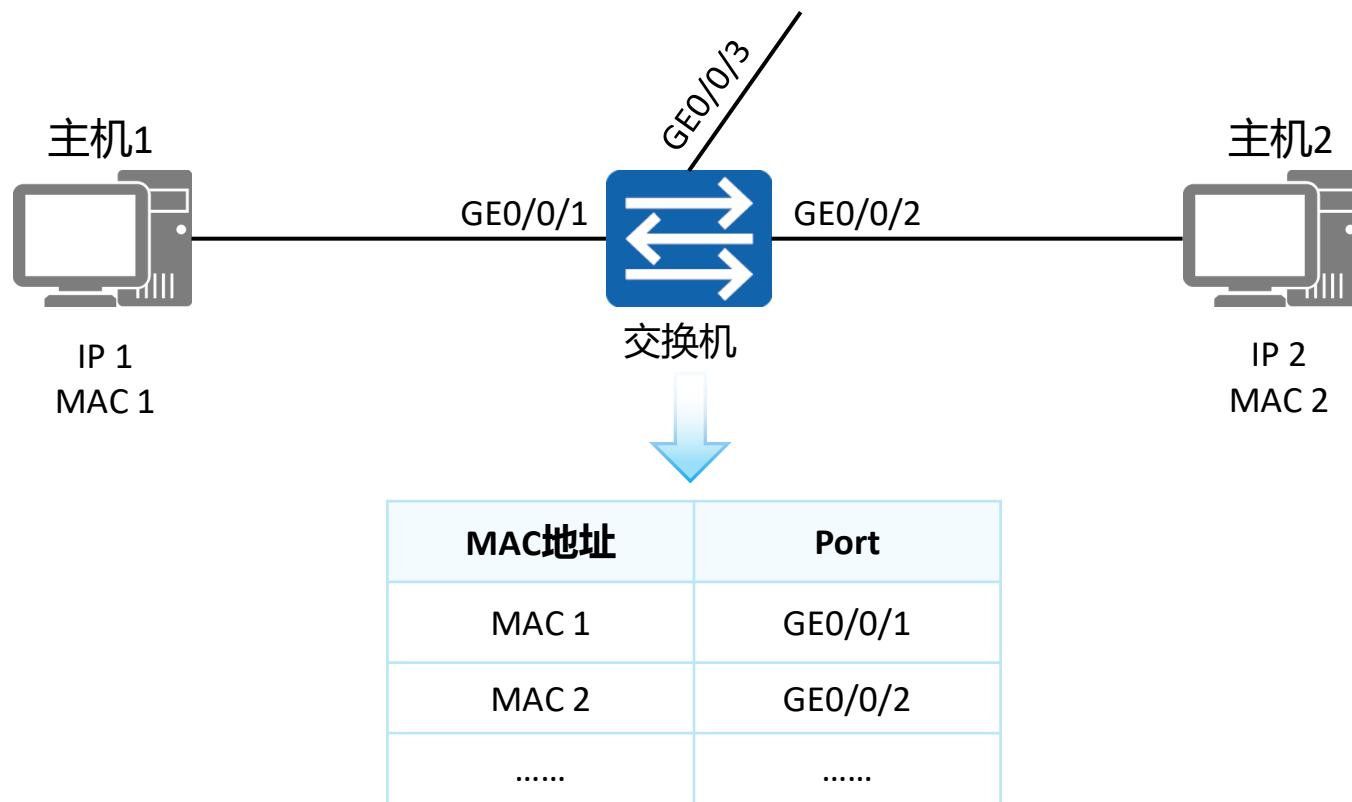 GE0/0/3
主机1
主机2
GE0/0/1
GE0/0/2
交换机
IP 1
MAC 1
IP 2
MAC 2
MAC地址 Port
MAC 1 GE0/0/1
MAC 2 GE0/0/2
…… ……